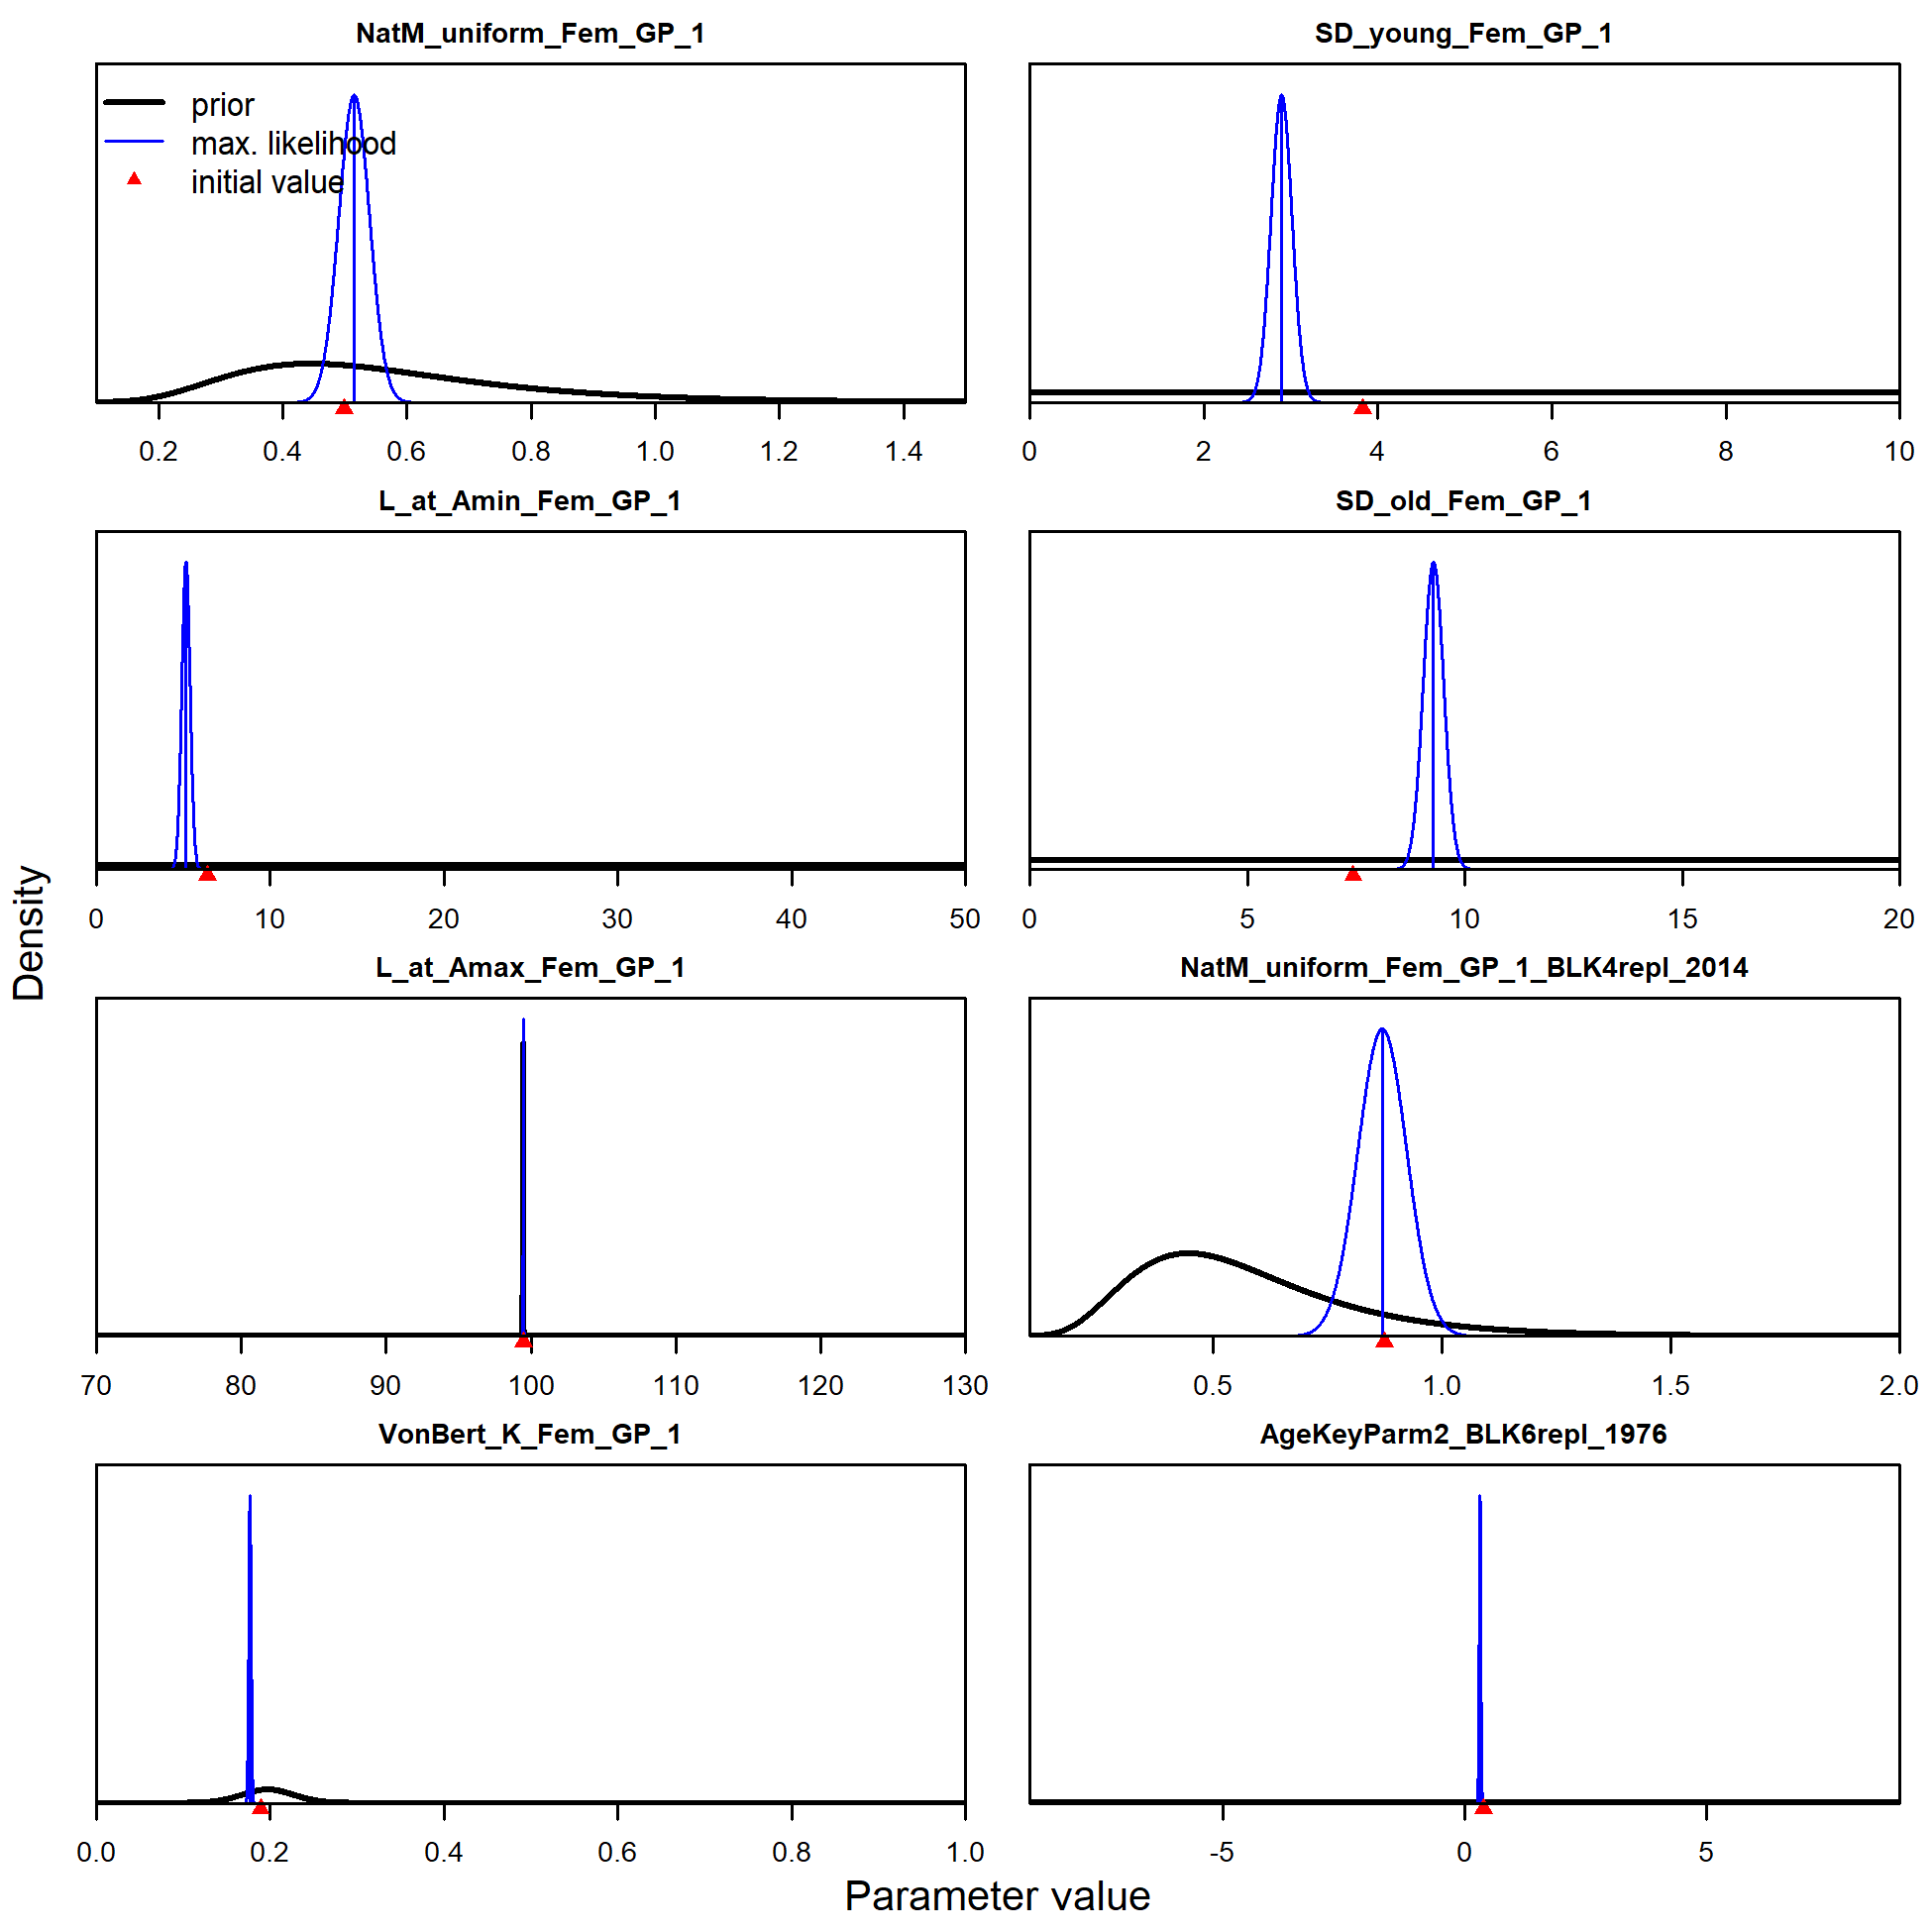 NatM_uniform_Fem_GP_1
prior
max. likelihood
initial value
0.2 0.4 0.6 0.8 1.0 1.2 1.4
SD_young_Fem_GP_1
0 2 4 6 8 10
L_at_Amin_Fem_GP_1
0 10 20 30 40 50
SD_old_Fem_GP_1
0 5 10 15 20
L_at_Amax_Fem_GP_1
70 80 90 100 110 120 130
NatM_uniform_Fem_GP_1_BLK4repl_2014
0.5 1.0 1.5 2.0
VonBert_K_Fem_GP_1
0.0 0.2 0.4 0.6 0.8 1.0
AgeKeyParm2_BLK6repl_1976
-5 0 5
Density
Parameter value